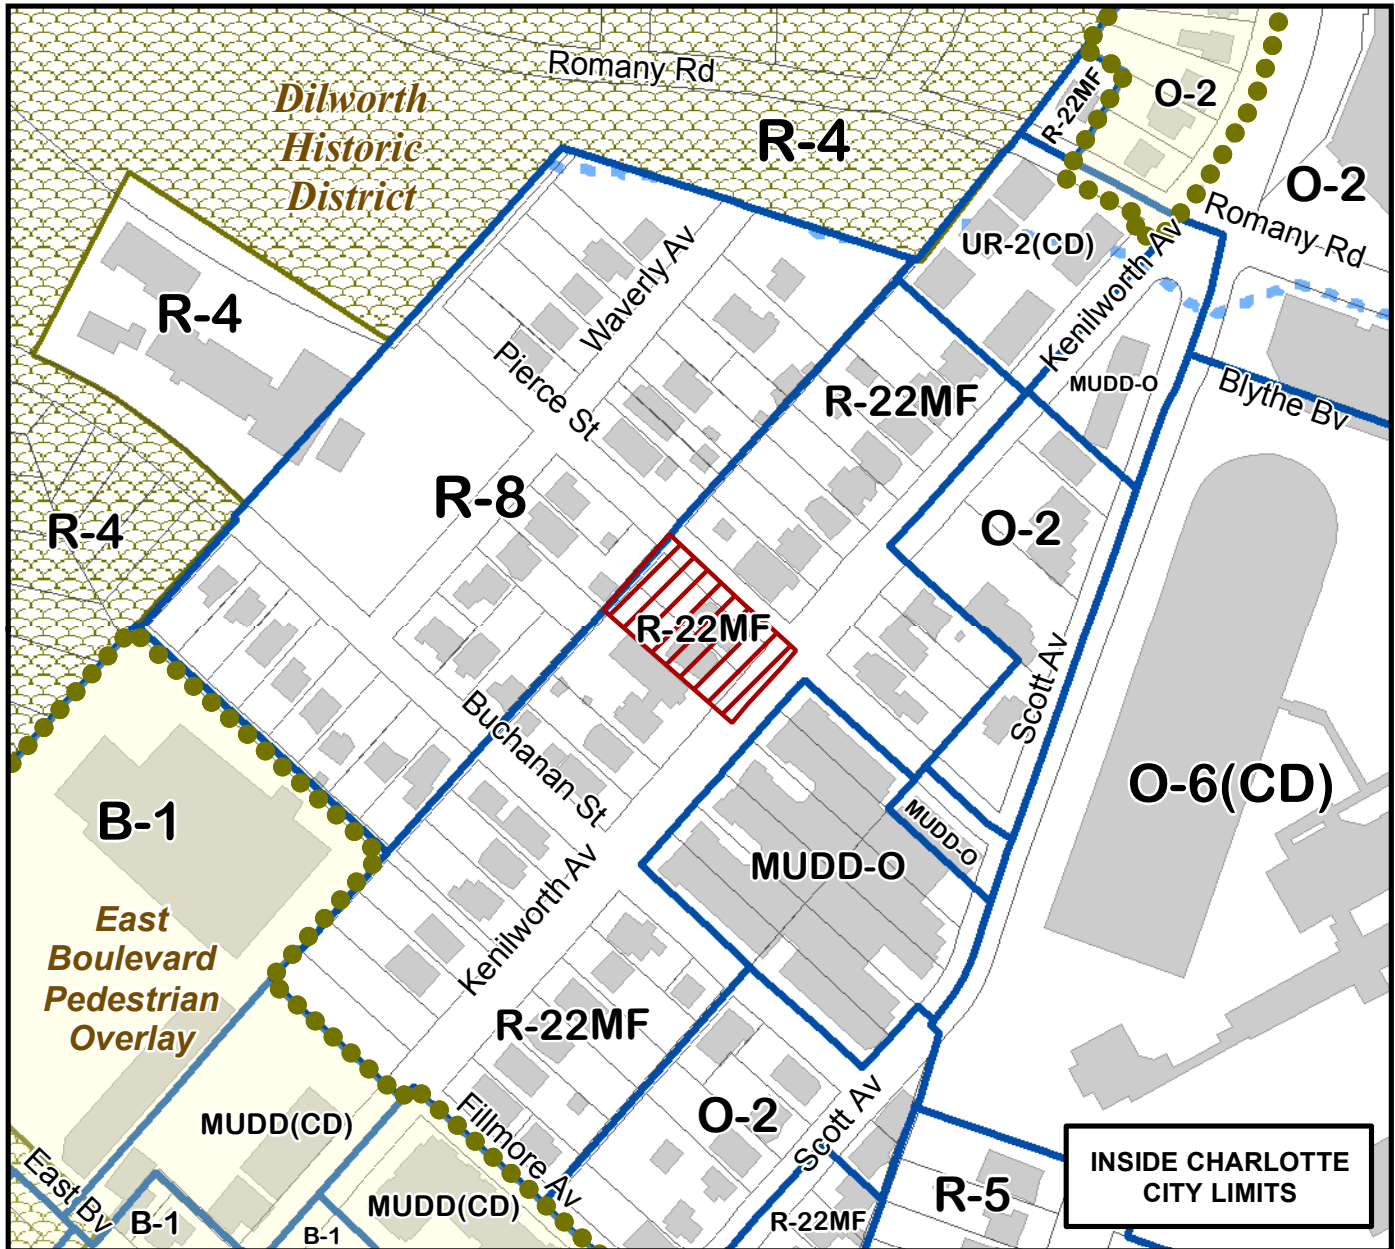 Romany Rd
Dilworth
Historic
District
R-4
R-22MF
O-2
O-2
Romany Rd
UR-2(CD)
Kenilworth Av
Waverly Av
R-4
Pierce St
R-22MF
MUDD-O
Blythe Bv
R-8
R-4
O-2
R-22MF
Scott Av
Buchanan St
O-6(CD)
B-1
MUDD-O
MUDD-O
Kenilworth Av
East
Boulevard
Pedestrian
Overlay
R-22MF
O-2
Scott Av
Fillmore Av
MUDD(CD)
INSIDE CHARLOTTE
CITY LIMITS
East Bv
B-1
MUDD(CD)
B-1
R-22MF
R-5